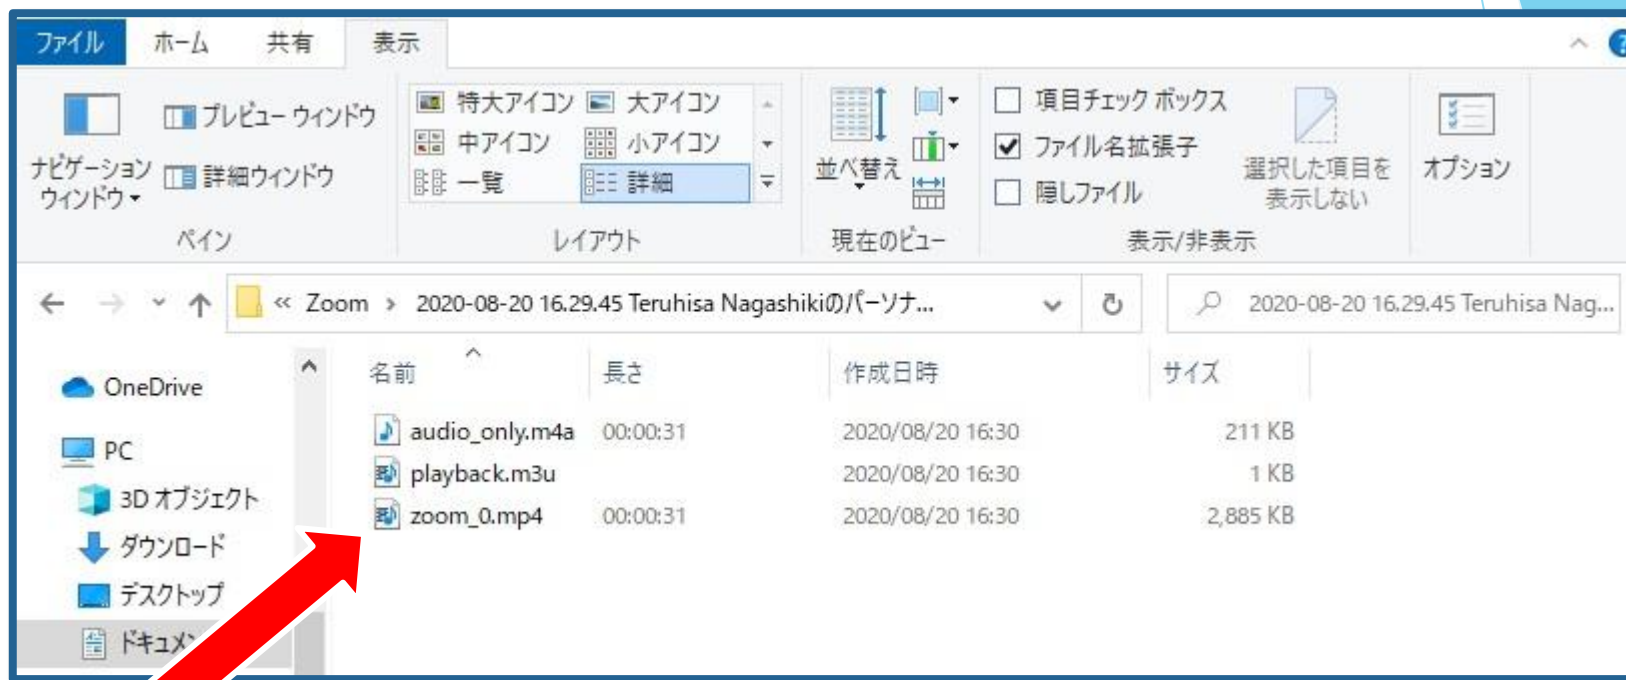 ファイル ホーム 共有 表示
プレビュー ウィンドウ 特大アイコン 大アイコン 項目チェック ボックス
中アイコン 小アイコン ファイル名拡張子
ナビゲーション
ウィンドウ 詳細ウィンドウ 一覧 詳細 並べ替え 隠しファイル 選択した項目を
表示しない オプション
ペイン レイアウト 現在のビュー 表示/非表示
« Zoom › 2020-08-20 16.29.45 Teruhisa Nagashikiのパーソナ... 2020-08-20 16.29.45 Teruhisa Nag...
名前 長さ 作成日時 サイズ
OneDrive
audio_only.m4a 00:00:31 2020/08/20 16:30 211 KB
PC
playback.m3u 2020/08/20 16:30 1 KB
3D オブジェクト
zoom_0.mp4 00:00:31 2020/08/20 16:30 2,885 KB
ダウンロード
デスクトップ
ドキュメ